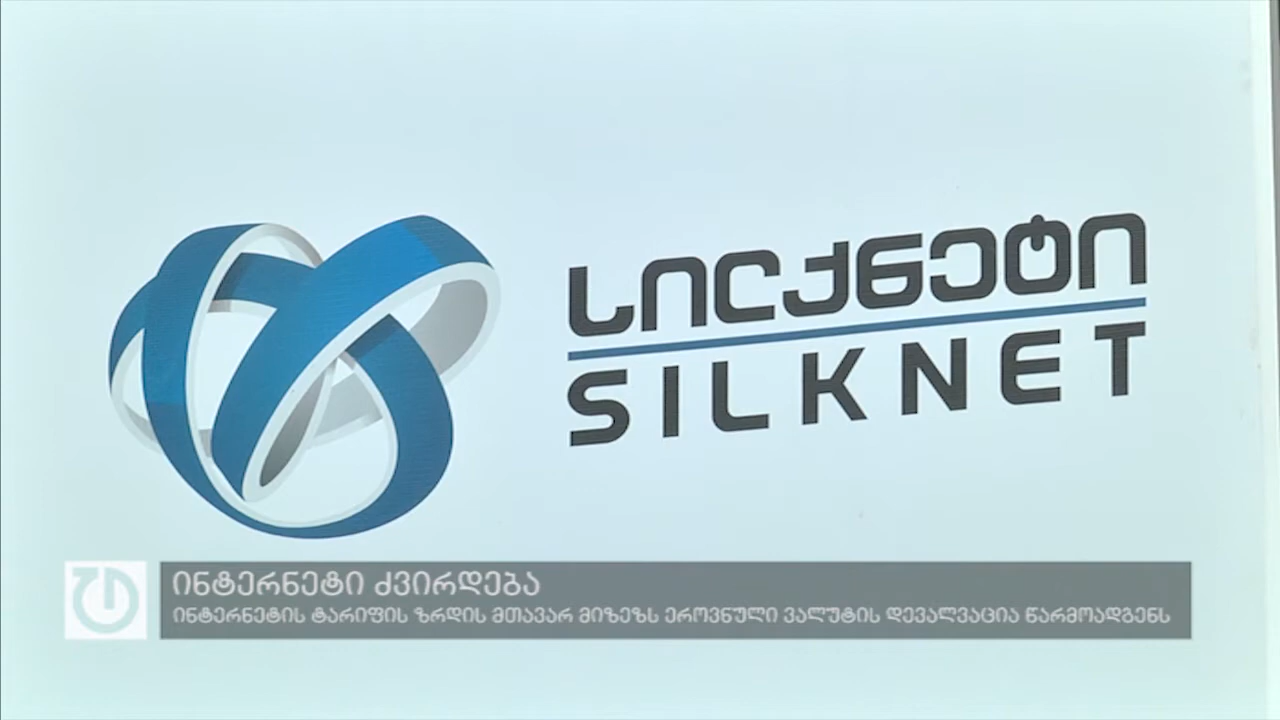 სილქნეტი
SILKNET
ინტერნეტი ძვირდება
ინტერნეტის ტარიფის ზრდის მთავარ მიზეზს ეროვნული ვალუტის დევალვაცია წარმოადგენს